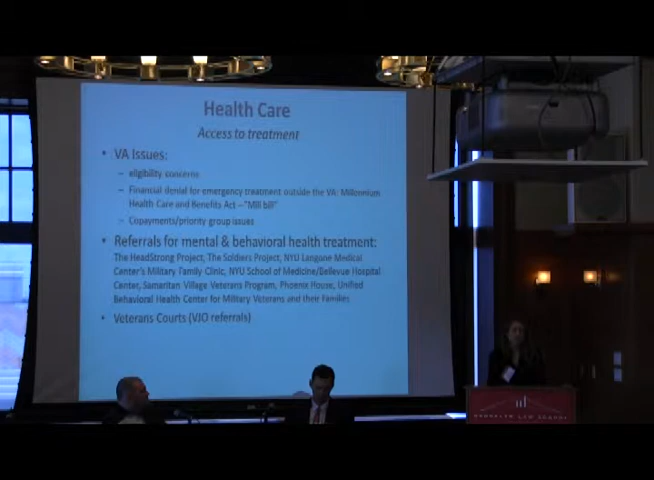 Health Care
Access to treatment
• VA Issues:
– eligibility concerns
– Financial denial for emergency treatment outside the VA: Millennium
Health Care and Benefits Act – "Mill bill"
– Copayments/priority group issues
• Referrals for mental & behavioral health treatment:
The HeadStrong Project, The Soldiers Project, NYU Langone Medical
Center's Military Family Clinic, NYU School of Medicine/Bellevue Hospital
Center, Samaritan Village Veterans Program, Phoenix House, Unified
Behavioral Health Center for Military Veterans and their Families
• Veterans Courts (VJO referrals)
BROOKLYN LAW SCHOOL